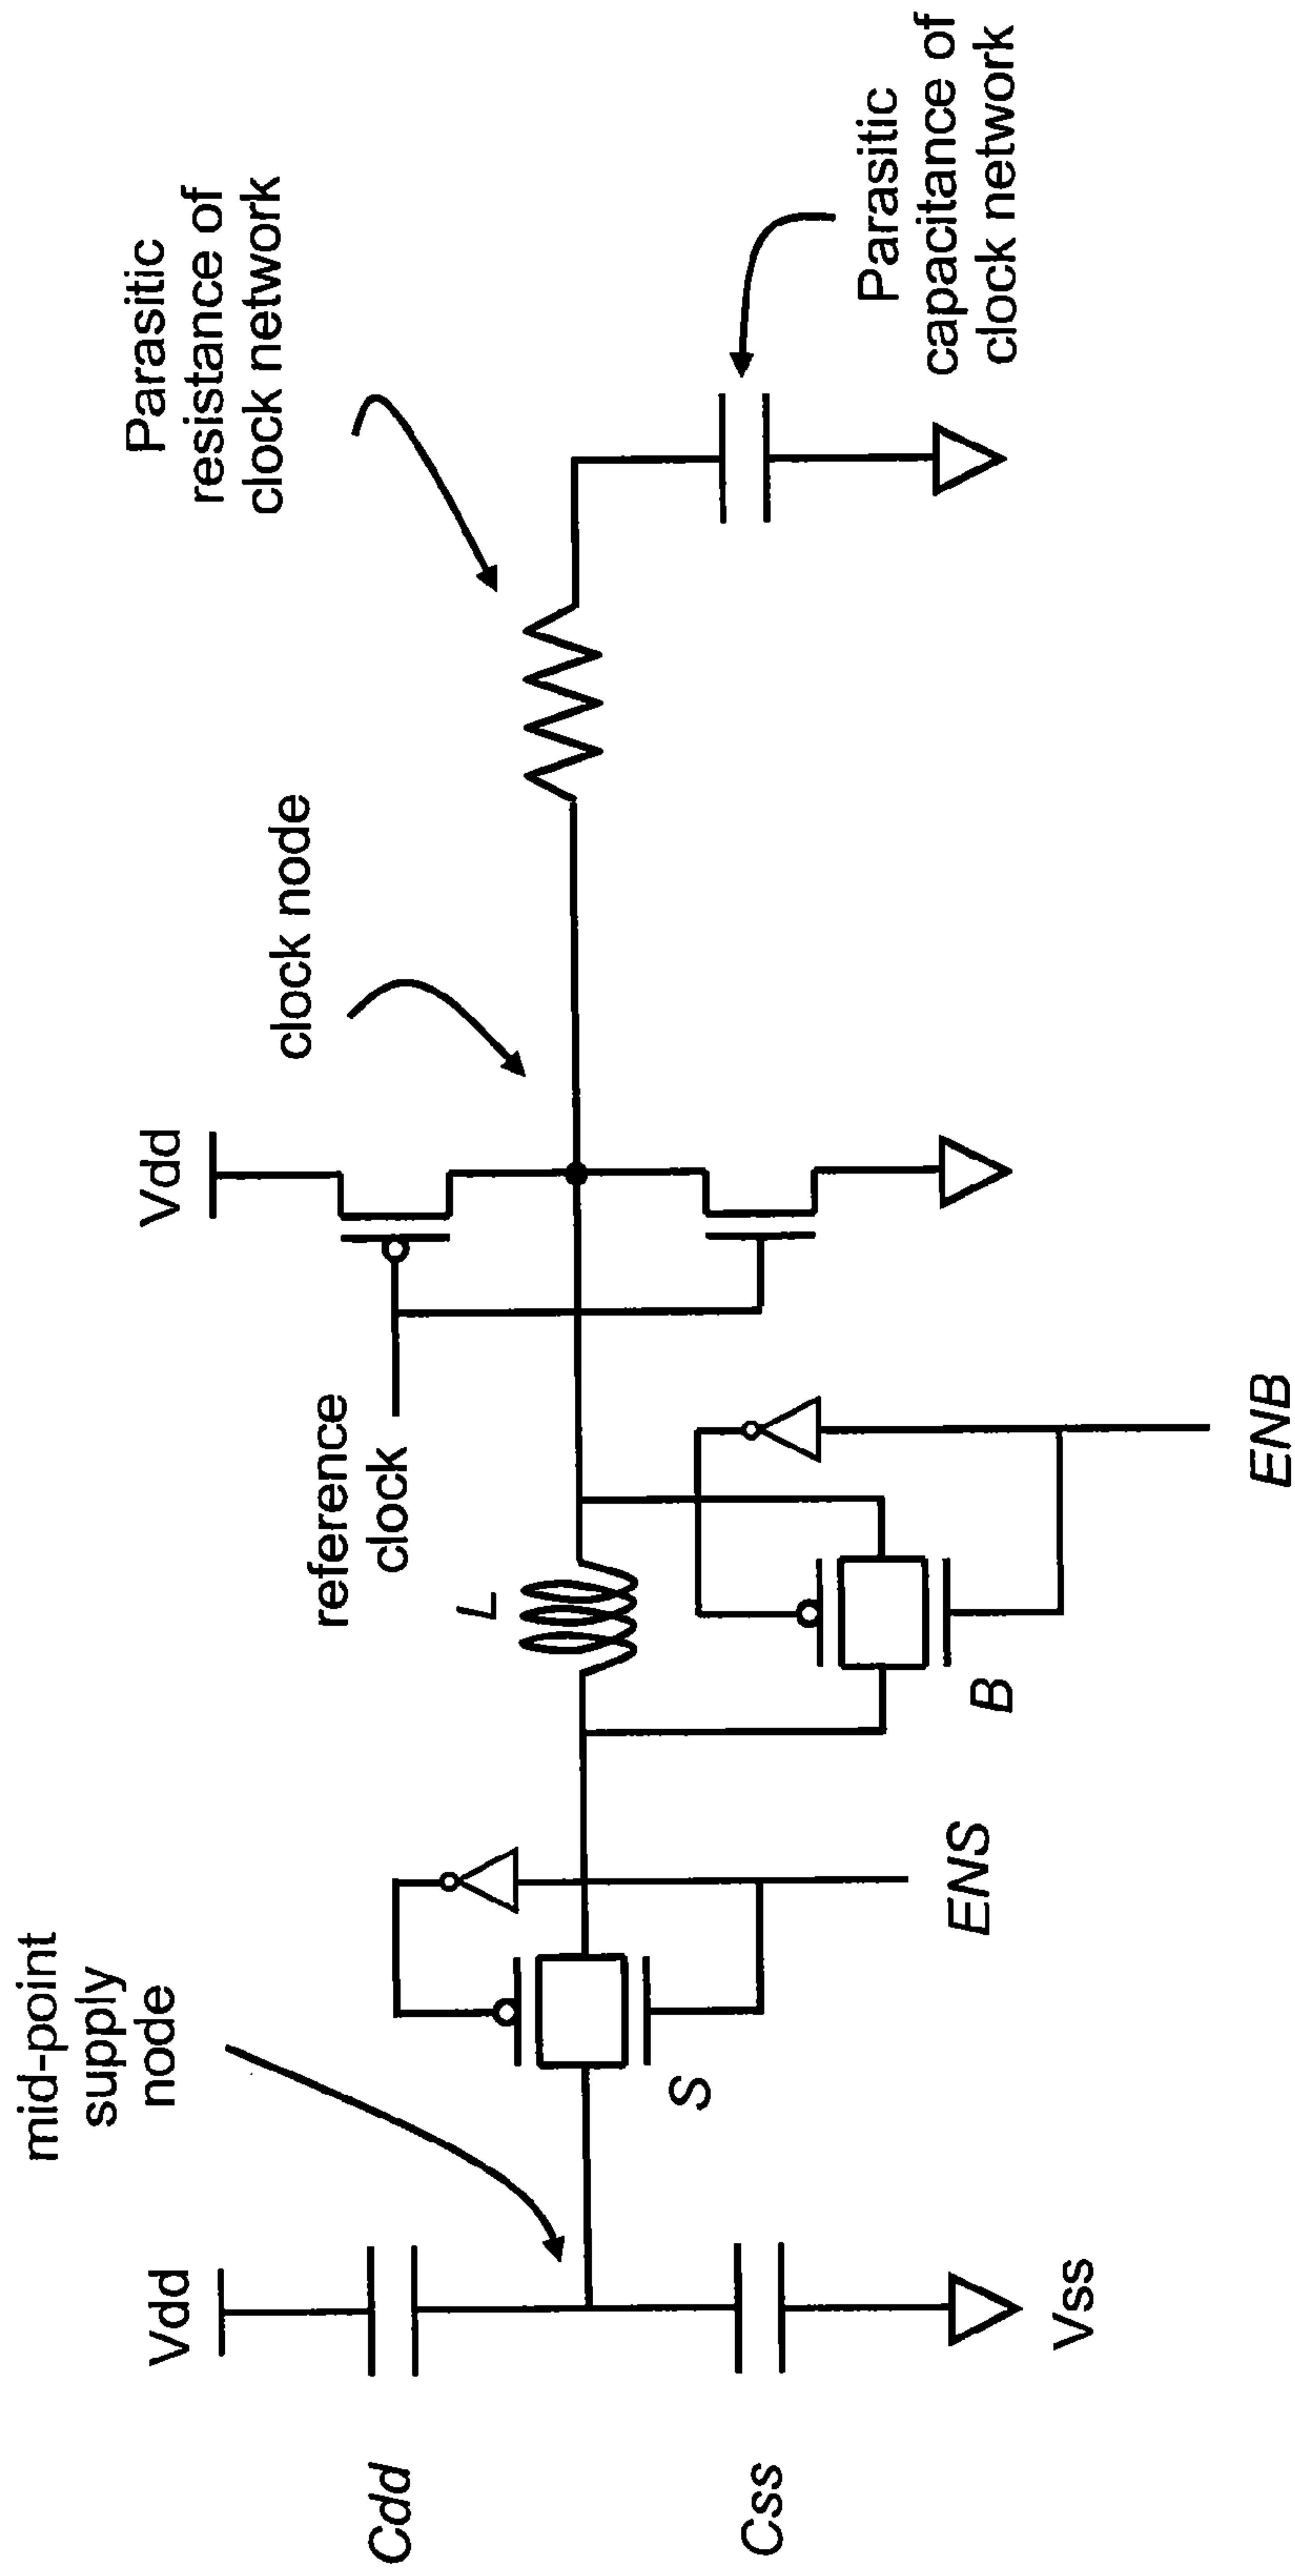 mid-point
supply
node
Vdd
Cdd
Css
Vss
S
ENS
L
B
ENB
reference
clock
Vdd
clock node
Parasitic
resistance of
clock network
Parasitic
capacitance of
clock network